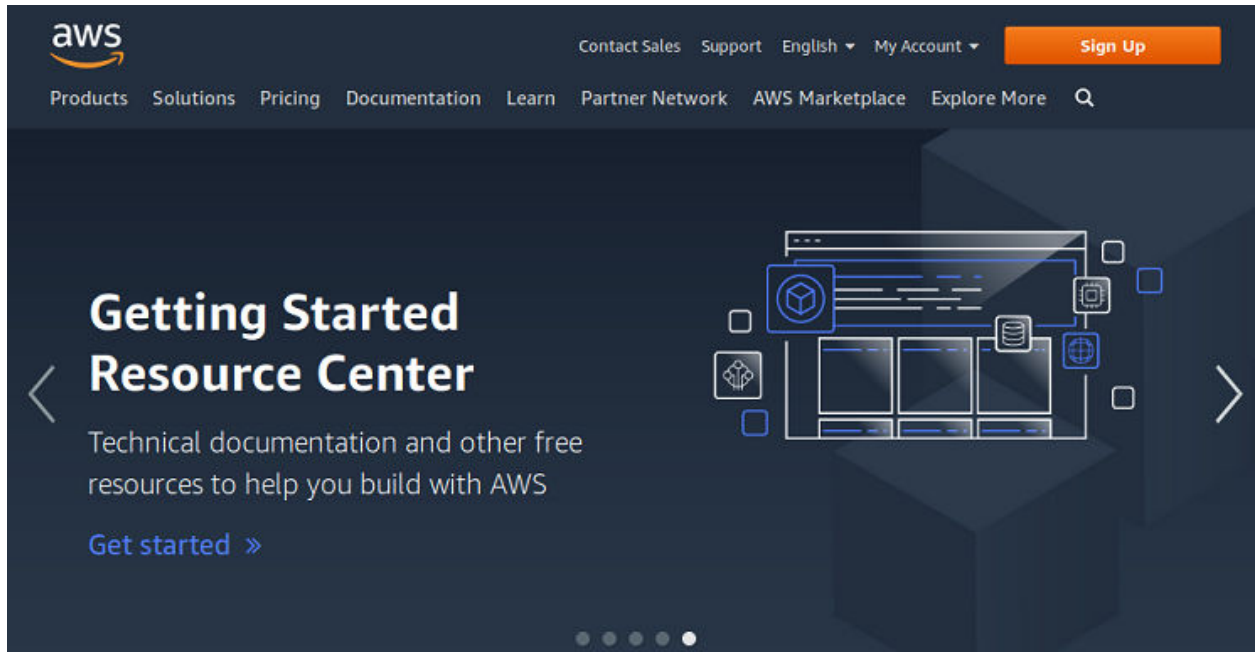 aws
Contact Sales Support English My Account Sign Up
Products Solutions Pricing Documentation Learn Partner Network AWS Marketplace Explore More
Getting Started
Resource Center
Technical documentation and other free
resources to help you build with AWS
Get started »